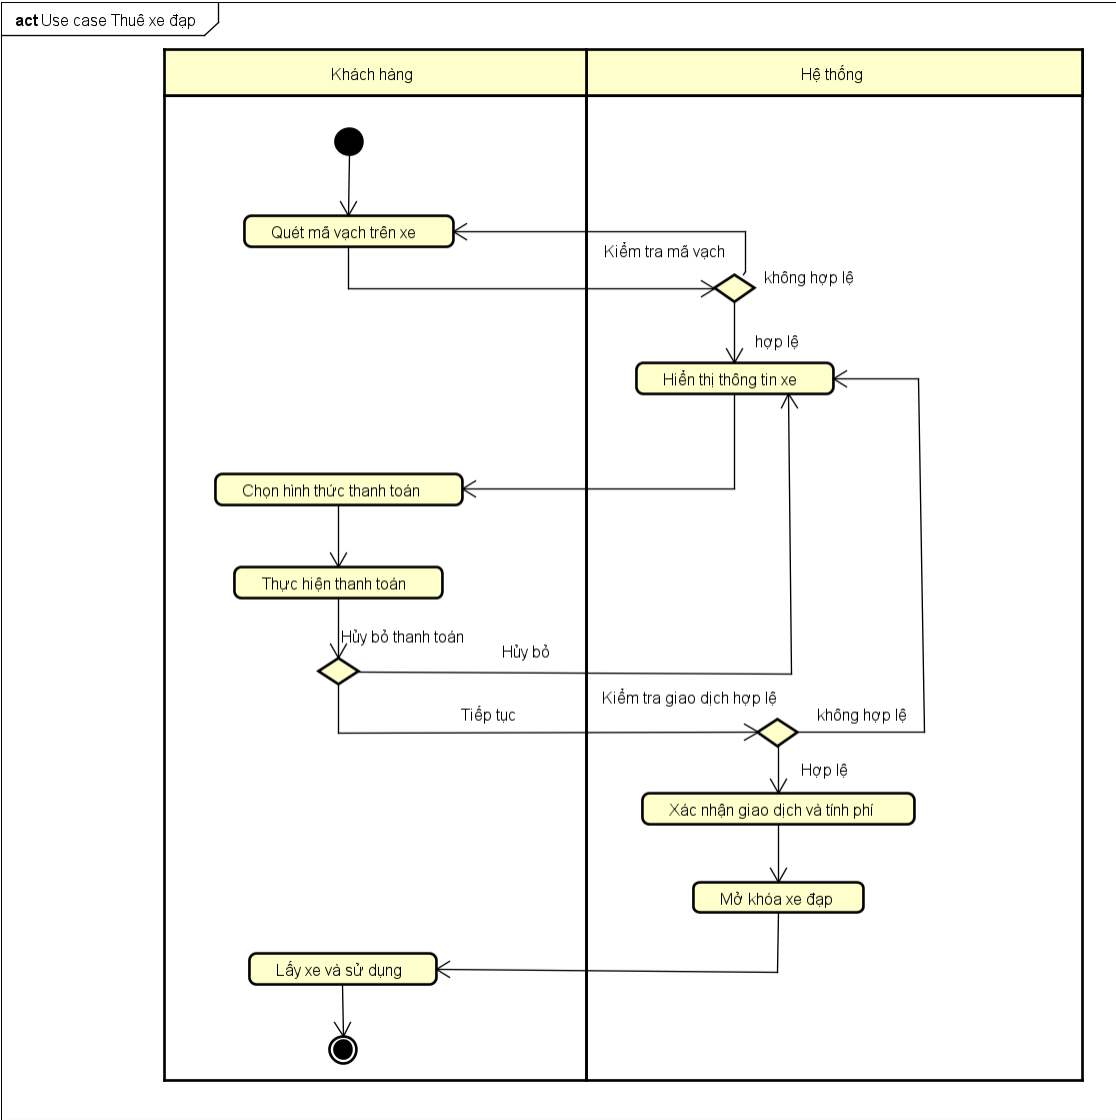 act Use case Thuê xe đạp
Khách hàng
Hệ thống
Quét mã vạch trên xe
Kiểm tra mã vạch
không hợp lệ
hợp lệ
Hiển thị thông tin xe
Chọn hình thức thanh toán
Thực hiện thanh toán
Hủy bỏ thanh toán
Hủy bỏ
Kiểm tra giao dịch hợp lệ
Tiếp tục
không hợp lệ
Hợp lệ
Xác nhận giao dịch và tính phí
Mở khóa xe đạp
Lấy xe và sử dụng